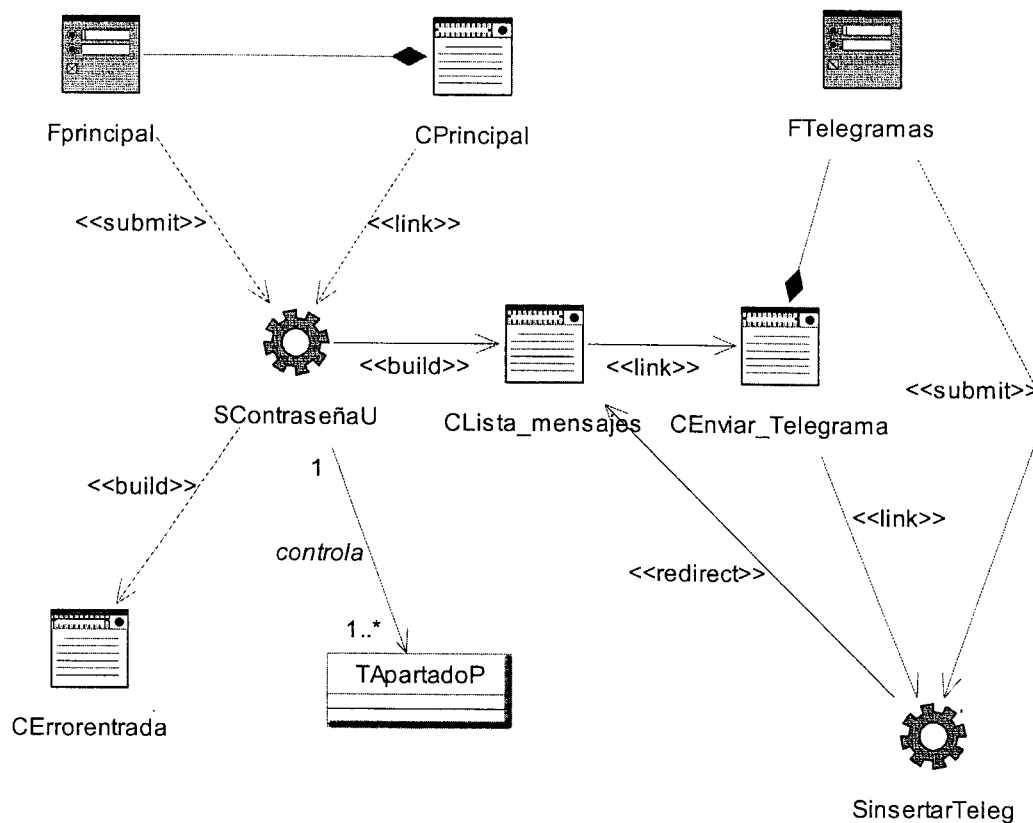 Fprincipal
CPrincipal
FTelegramas
<<submit>>
<<link>>
<<build>>
<<link>>
<<submit>>
SContraseñaU
CLista_mensajes
CEnviar_Telegrama
<<build>>
1
<<link>>
controla
<<redirect>>
1..*
TApartadoP
CErrorentrada
SinsertarTeleg